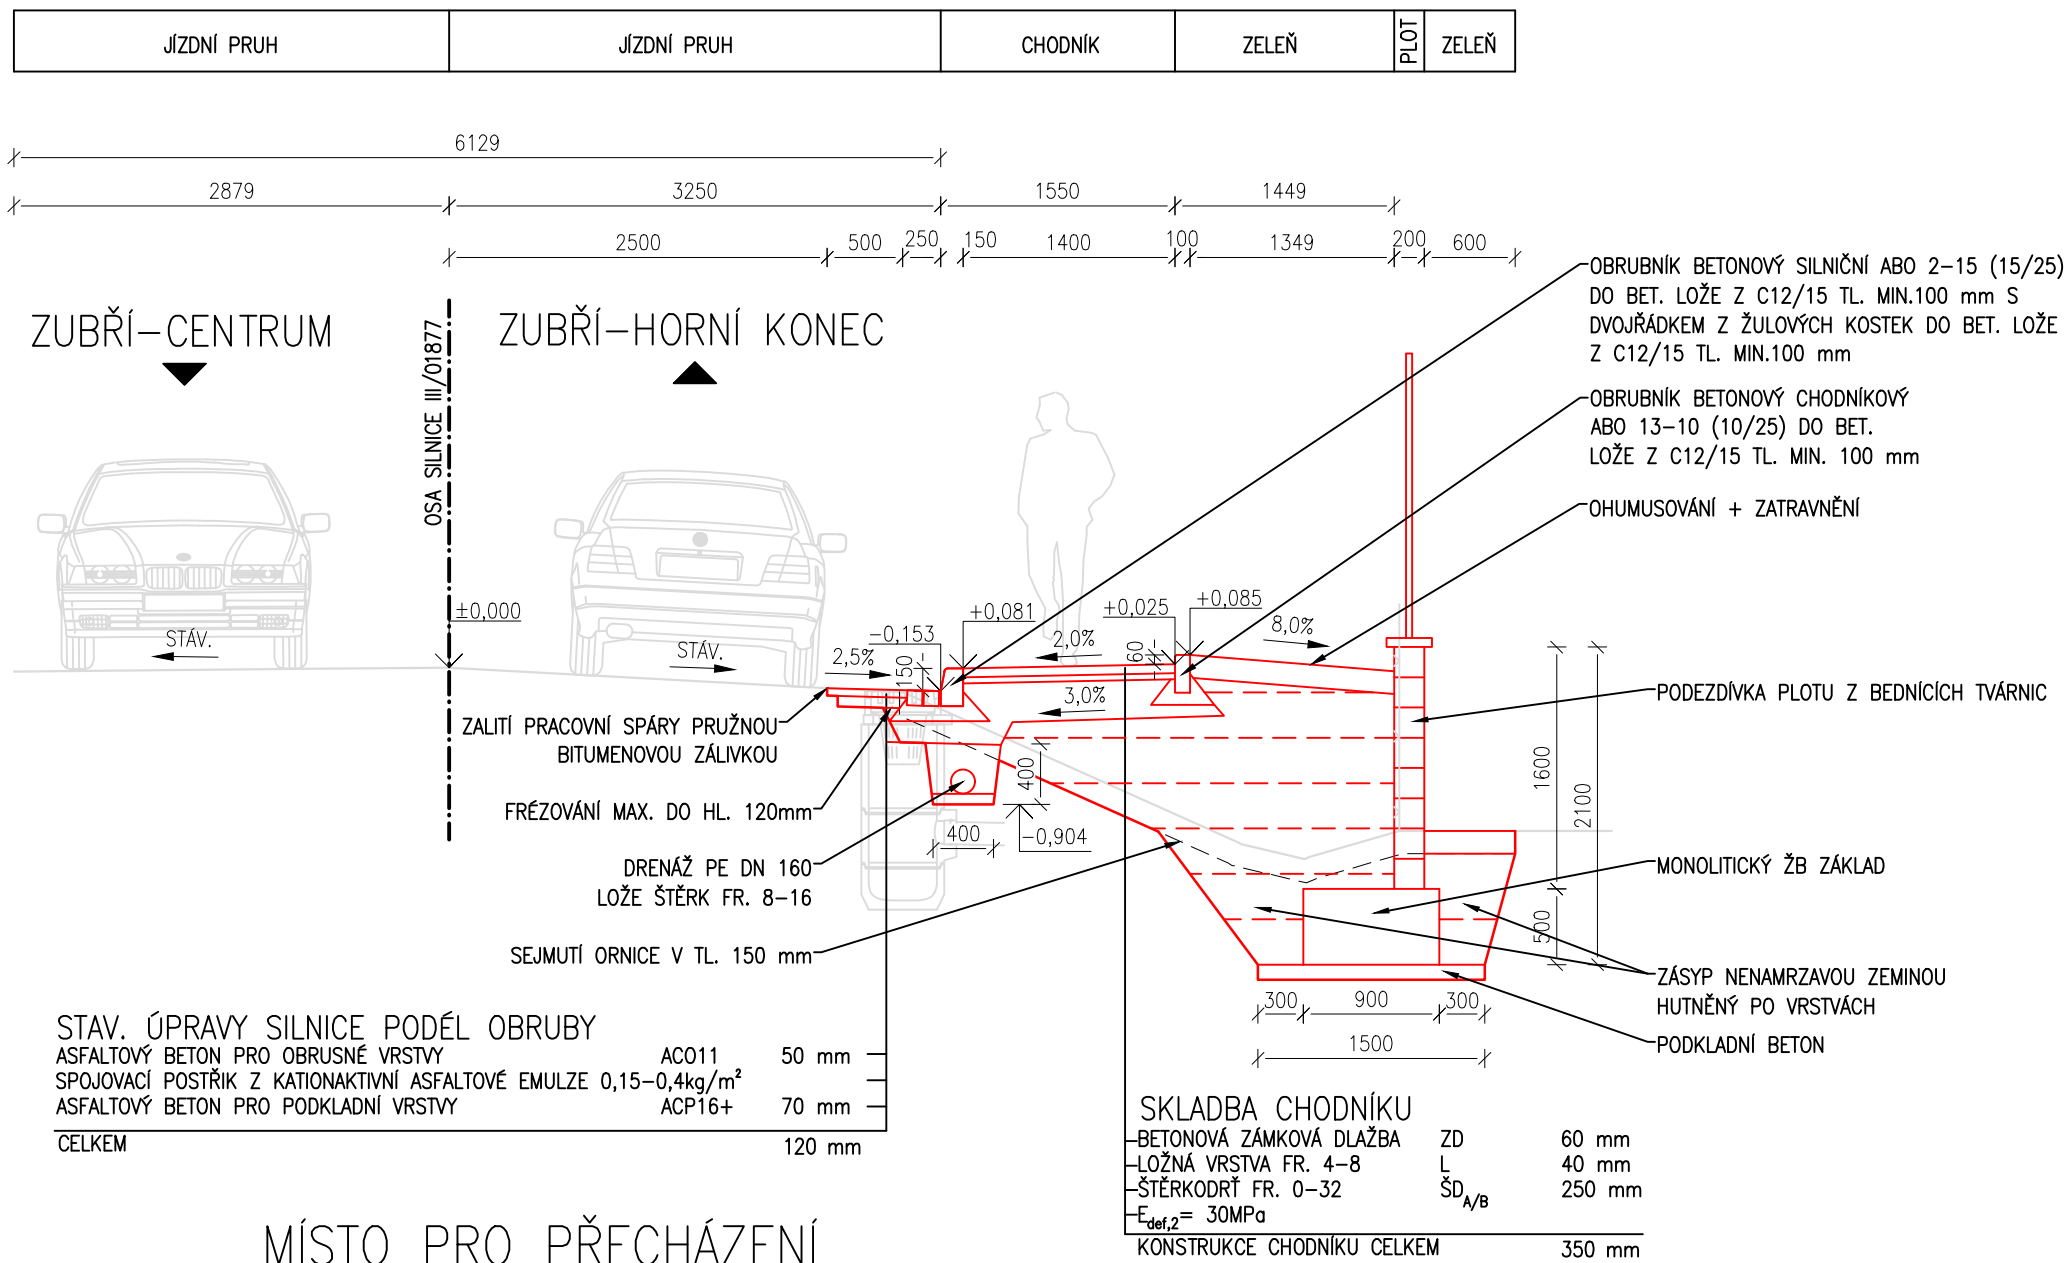 JÍZDNÍ PRUH
JÍZDNÍ PRUH
CHODNÍK
ZELEŇ
PLOT
ZELEŇ
6129
2879
3250
1550
1449
2500
500
250
150
1400
100
1349
200
600
ZUBŘÍ-CENTRUM
OSA SILNICE III/01877
ZUBŘÍ-HORNÍ KONEC
OBRUBNÍK BETONOVÝ SILNIČNÍ ABO 2-15 (15/25)
DO BET. LOŽE Z C12/15 TL. MIN.100 mm S
DVOJŘÁDKEM Z ŽULOVÝCH KOSTEK DO BET. LOŽE
Z C12/15 TL. MIN.100 mm
OBRUBNÍK BETONOVÝ CHODNÍKOVÝ
ABO 13-10 (10/25) DO BET.
LOŽE Z C12/15 TL. MIN. 100 mm
OHUMUSOVÁNÍ + ZATRAVNĚNÍ
±0,000
-0,153
+0,081
+0,025
+0,085
STÁV.
STÁV.
2,5%
150
2,0%
60
8,0%
3,0%
PODEZDÍVKA PLOTU Z BEDNÍCÍCH TVÁRNIC
ZALITÍ PRACOVNÍ SPÁRY PRUŽNOU
BITUMENOVOU ZÁLIVKOU
400
1600
2100
FRÉZOVÁNÍ MAX. DO HL. 120mm
400
-0,904
DRENÁŽ PE DN 160
LOŽE ŠTĚRK FR. 8-16
MONOLITICKÝ ŽB ZÁKLAD
500
SEJMUTÍ ORNICE V TL. 150 mm
ZÁSYP NENAMRZAVOU ZEMINOU
HUTNĚNÝ PO VRSTVÁCH
300
900
300
1500
PODKLADNÍ BETON
STAV. ÚPRAVY SILNICE PODÉL OBRUBY
ASFALTOVÝ BETON PRO OBRUSNÉ VRSTVY ACO11 50 mm
SPOJOVACÍ POSTŘIK Z KATIONAKTIVNÍ ASFALTOVÉ EMULZE 0,15-0,4kg/m²
ASFALTOVÝ BETON PRO PODKLADNÍ VRSTVY ACP16+ 70 mm
CELKEM 120 mm
SKLADBA CHODNÍKU
BETONOVÁ ZÁMKOVÁ DLAŽBA ZD 60 mm
LOŽNÁ VRSTVA FR. 4-8 L 40 mm
ŠTĚRKODRŤ FR. 0-32 ŠD A/B 250 mm
Edef,2= 30MPa
KONSTRUKCE CHODNÍKU CELKEM 350 mm
MÍSTO PRO PŘECHÁZENÍ